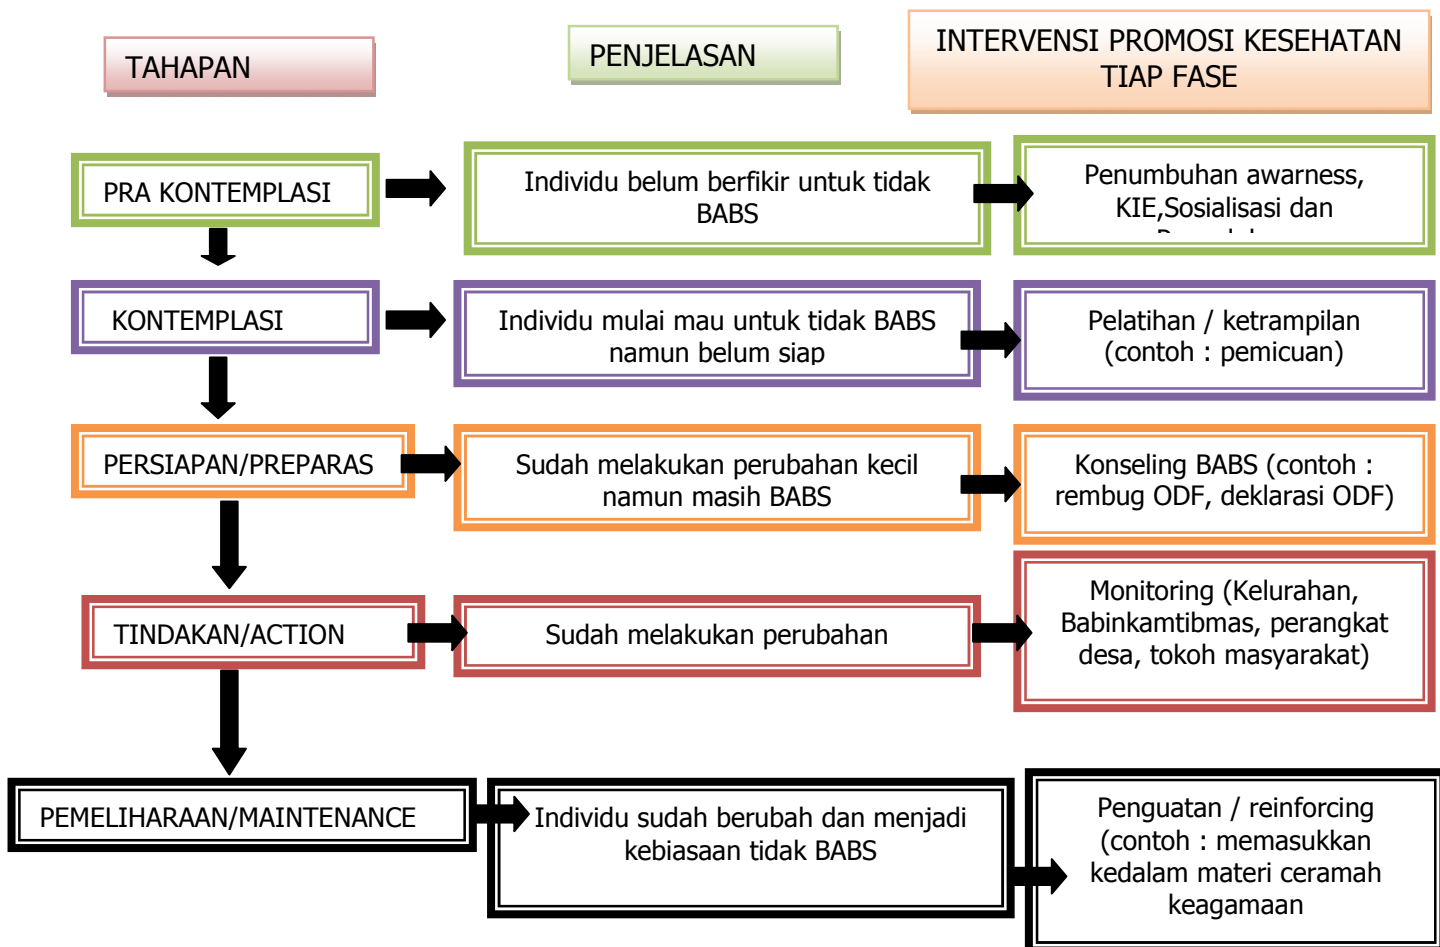 TAHAPAN
PENJELASAN
INTERVENSI PROMOSI KESEHATAN
TIAP FASE
PRA KONTEMPLASI
Individu belum berfikir untuk tidak
BABS
Penumbuhan awarness,
KIE,Sosialisasi dan
KONTEMPLASI
Individu mulai mau untuk tidak BABS
namun belum siap
Pelatihan / ketrampilan
(contoh : pemicuan)
PERSIAPAN/PREPARAS
Sudah melakukan perubahan kecil
namun masih BABS
Konseling BABS (contoh :
rembug ODF, deklarasi ODF)
TINDAKAN/ACTION
Sudah melakukan perubahan
Monitoring (Kelurahan,
Babinkamtibmas, perangkat
desa, tokoh masyarakat)
PEMELIHARAAN/MAINTENANCE
Individu sudah berubah dan menjadi
kebiasaan tidak BABS
Penguatan / reinforcing
(contoh : memasukkan
kedalam materi ceramah
keagamaan